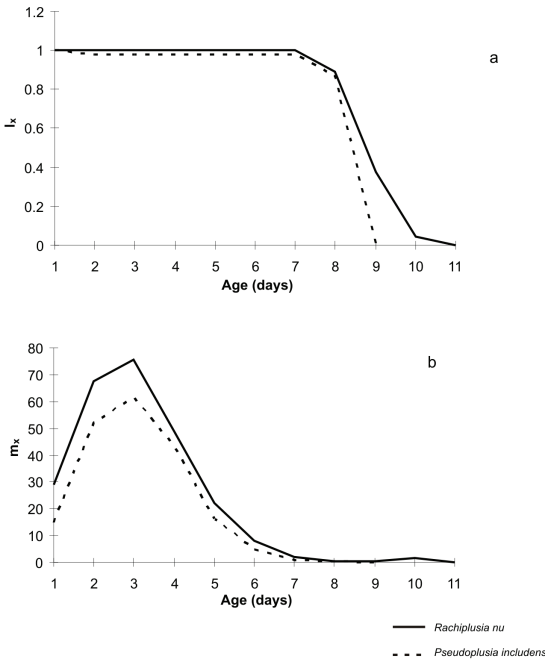 1.2
1
0.8
0.6
0.4
0.2
0
lx
a
1 2 3 4 5 6 7 8 9 10 11
Age (days)
80
70
60
50
40
30
20
10
0
mx
b
1 2 3 4 5 6 7 8 9 10 11
Age (days)
Rachiplusia nu
Pseudoplusia includens